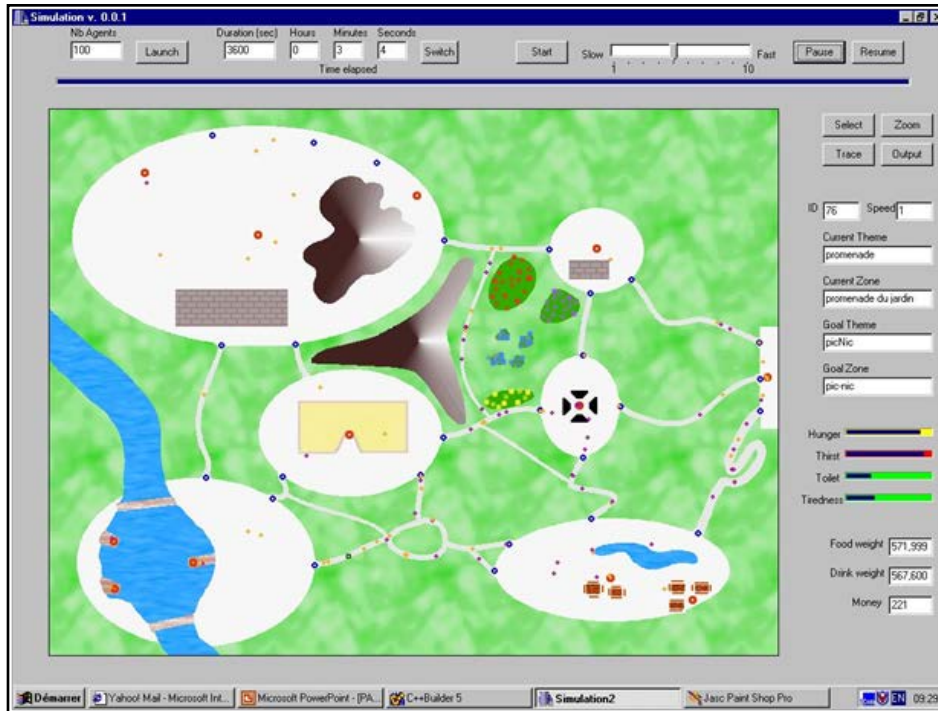 Simulation v. 0.0.1
Nb Agents
100
Launch
Duration (sec) Hours Minutes Seconds
3600 0 3 4
Switch
Time elapsed
Start
Slow Fast
1 10
Pause
Resume
Select Zoom
Trace Output
ID 76 Speed 1
Current Theme
promenade
Current Zone
promenade du jardin
Goal Theme
picNic
Goal Zone
pic-nic
Hunger
Thirst
Toilet
Tiredness
Food weight 571,999
Drink weight 567,600
Money 221
Démarrer Yahoo! Mail - Microsoft Int... Microsoft PowerPoint - [PA... C++Builder 5 Simulation2 Jasc Paint Shop Pro EN 09:29